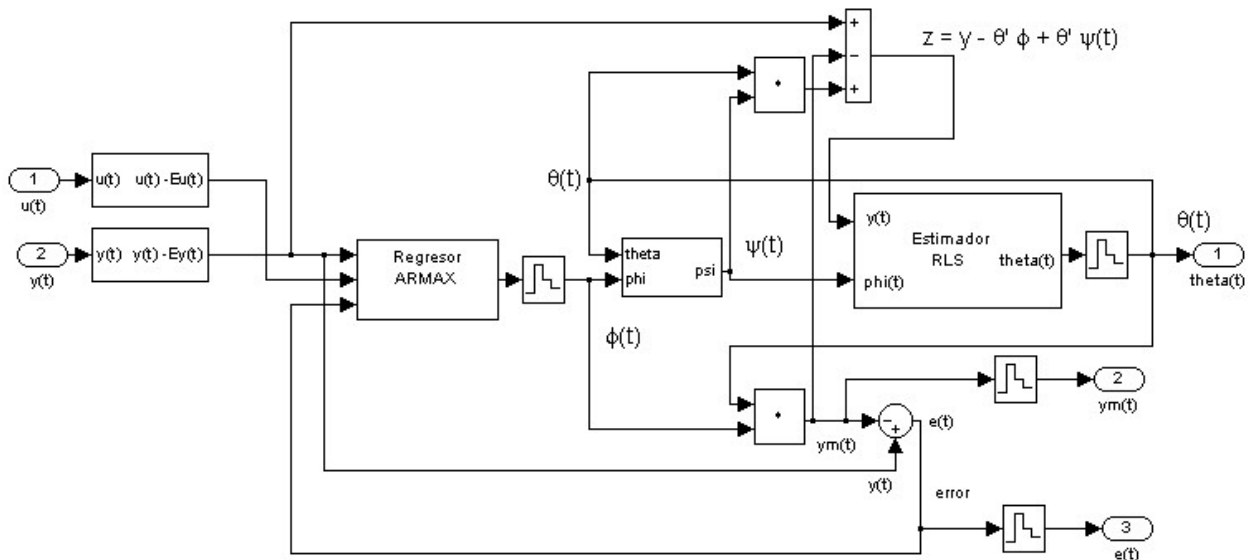 +
−
+
z = y - θ' ϕ + θ' ψ(t)
1
u(t)
u(t) u(t) -Eu(t)
2
y(t)
y(t) y(t) -Ey(t)
θ(t)
Regresor
ARMAX
theta
phi
psi
ψ(t)
ϕ(t)
y(t)
phi(t)
Estimador
RLS
theta(t)
θ(t)
1
theta(t)
2
ym(t)
ym(t)
−
+
e(t)
y(t)
error
3
e(t)